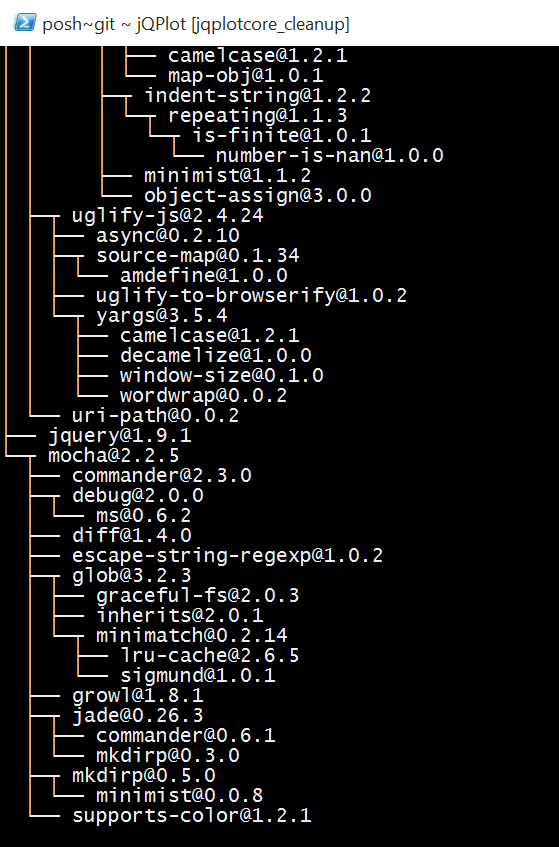 posh~git ~ jQPlot [jqplotcore_cleanup]
camelcase@1.2.1
map-obj@1.0.1
indent-string@1.2.2
repeating@1.1.3
is-finite@1.0.1
number-is-nan@1.0.0
minimist@1.1.2
object-assign@3.0.0
uglify-js@2.4.24
async@0.2.10
source-map@0.1.34
amdefine@1.0.0
uglify-to-browserify@1.0.2
yargs@3.5.4
camelcase@1.2.1
decamelize@1.0.0
window-size@0.1.0
wordwrap@0.0.2
uri-path@0.0.2
jquery@1.9.1
mocha@2.2.5
commander@2.3.0
debug@2.0.0
ms@0.6.2
diff@1.4.0
escape-string-regexp@1.0.2
glob@3.2.3
graceful-fs@2.0.3
inherits@2.0.1
minimatch@0.2.14
lru-cache@2.6.5
sigmund@1.0.1
growl@1.8.1
jade@0.26.3
commander@0.6.1
mkdirp@0.3.0
mkdirp@0.5.0
minimist@0.0.8
supports-color@1.2.1